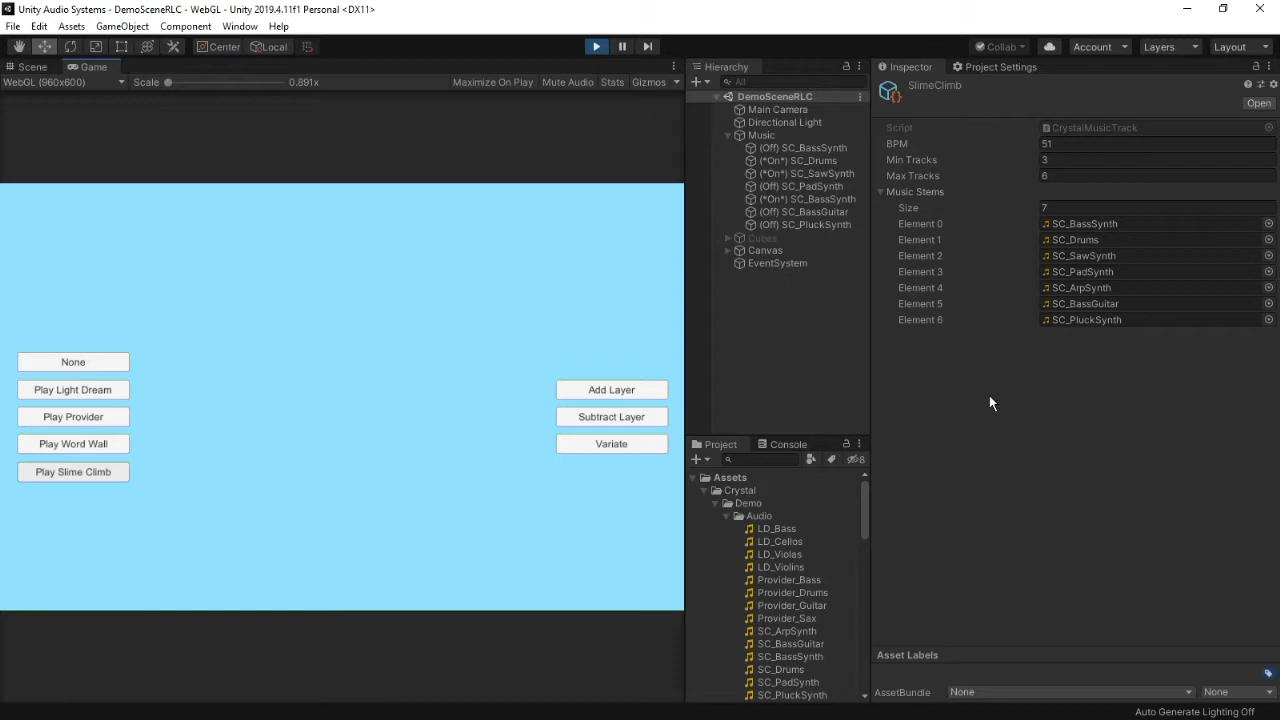 Unity Audio Systems - DemoSceneRLC - WebGL - Unity 2019.4.11f1 Personal <DX11>
File Edit Assets GameObject Component Window Help
Center Local Collab Account Layers Layout
Scene Game
WebGL (960x600) Scale 0.891x Maximize On Play Mute Audio Stats Gizmos
None
Play Light Dream
Play Provider
Play Word Wall
Play Slime Climb
Add Layer
Subtract Layer
Variate
Hierarchy
All
DemoSceneRLC
Main Camera
Directional Light
Music
(Off) SC_BassSynth
(*On*) SC_Drums
(*On*) SC_SawSynth
(Off) SC_PadSynth
(*On*) SC_BassSynth
(Off) SC_BassGuitar
(Off) SC_PluckSynth
Cubes
Canvas
EventSystem
Project Console
8
Assets
Crystal
Demo
Audio
LD_Bass
LD_Cellos
LD_Violas
LD_Violins
Provider_Bass
Provider_Drums
Provider_Guitar
Provider_Sax
SC_ArpSynth
SC_BassGuitar
SC_BassSynth
SC_Drums
SC_PadSynth
SC_PluckSynth
Inspector Project Settings
SlimeClimb
Open
Script CrystalMusicTrack
BPM 51
Min Tracks 3
Max Tracks 6
Music Stems
Size 7
Element 0 SC_BassSynth
Element 1 SC_Drums
Element 2 SC_SawSynth
Element 3 SC_PadSynth
Element 4 SC_ArpSynth
Element 5 SC_BassGuitar
Element 6 SC_PluckSynth
Asset Labels
AssetBundle None None
Auto Generate Lighting Off